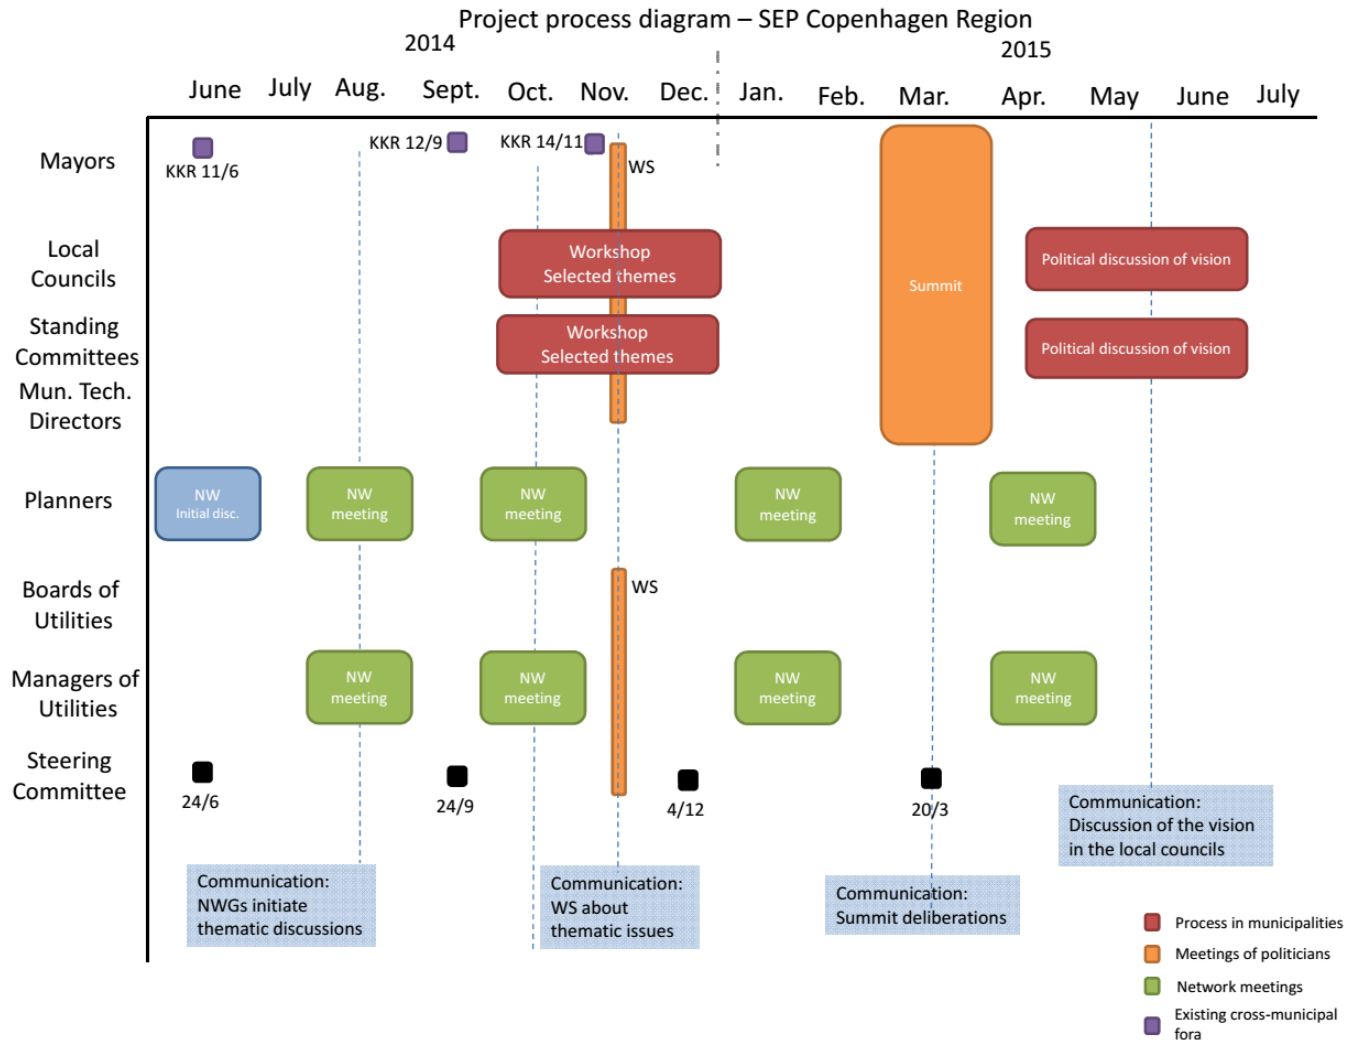 Project process diagram – SEP Copenhagen Region
2014
2015
June July Aug. Sept. Oct. Nov. Dec. Jan. Feb. Mar. Apr. May June July
Mayors
KKR 11/6
KKR 12/9
KKR 14/11
WS
Local
Councils
Workshop
Selected themes
Summit
Political discussion of vision
Standing
Committees
Workshop
Selected themes
Political discussion of vision
Mun. Tech.
Directors
Planners
NW
Initial disc.
NW
meeting
NW
meeting
NW
meeting
NW
meeting
Boards of
Utilities
WS
Managers of
Utilities
NW
meeting
NW
meeting
NW
meeting
NW
meeting
Steering
Committee
24/6
24/9
4/12
20/3
Communication:
NWGs initiate
thematic discussions
Communication:
WS about
thematic issues
Communication:
Summit deliberations
Communication:
Discussion of the vision
in the local councils
Process in municipalities
Meetings of politicians
Network meetings
Existing cross-municipal
fora